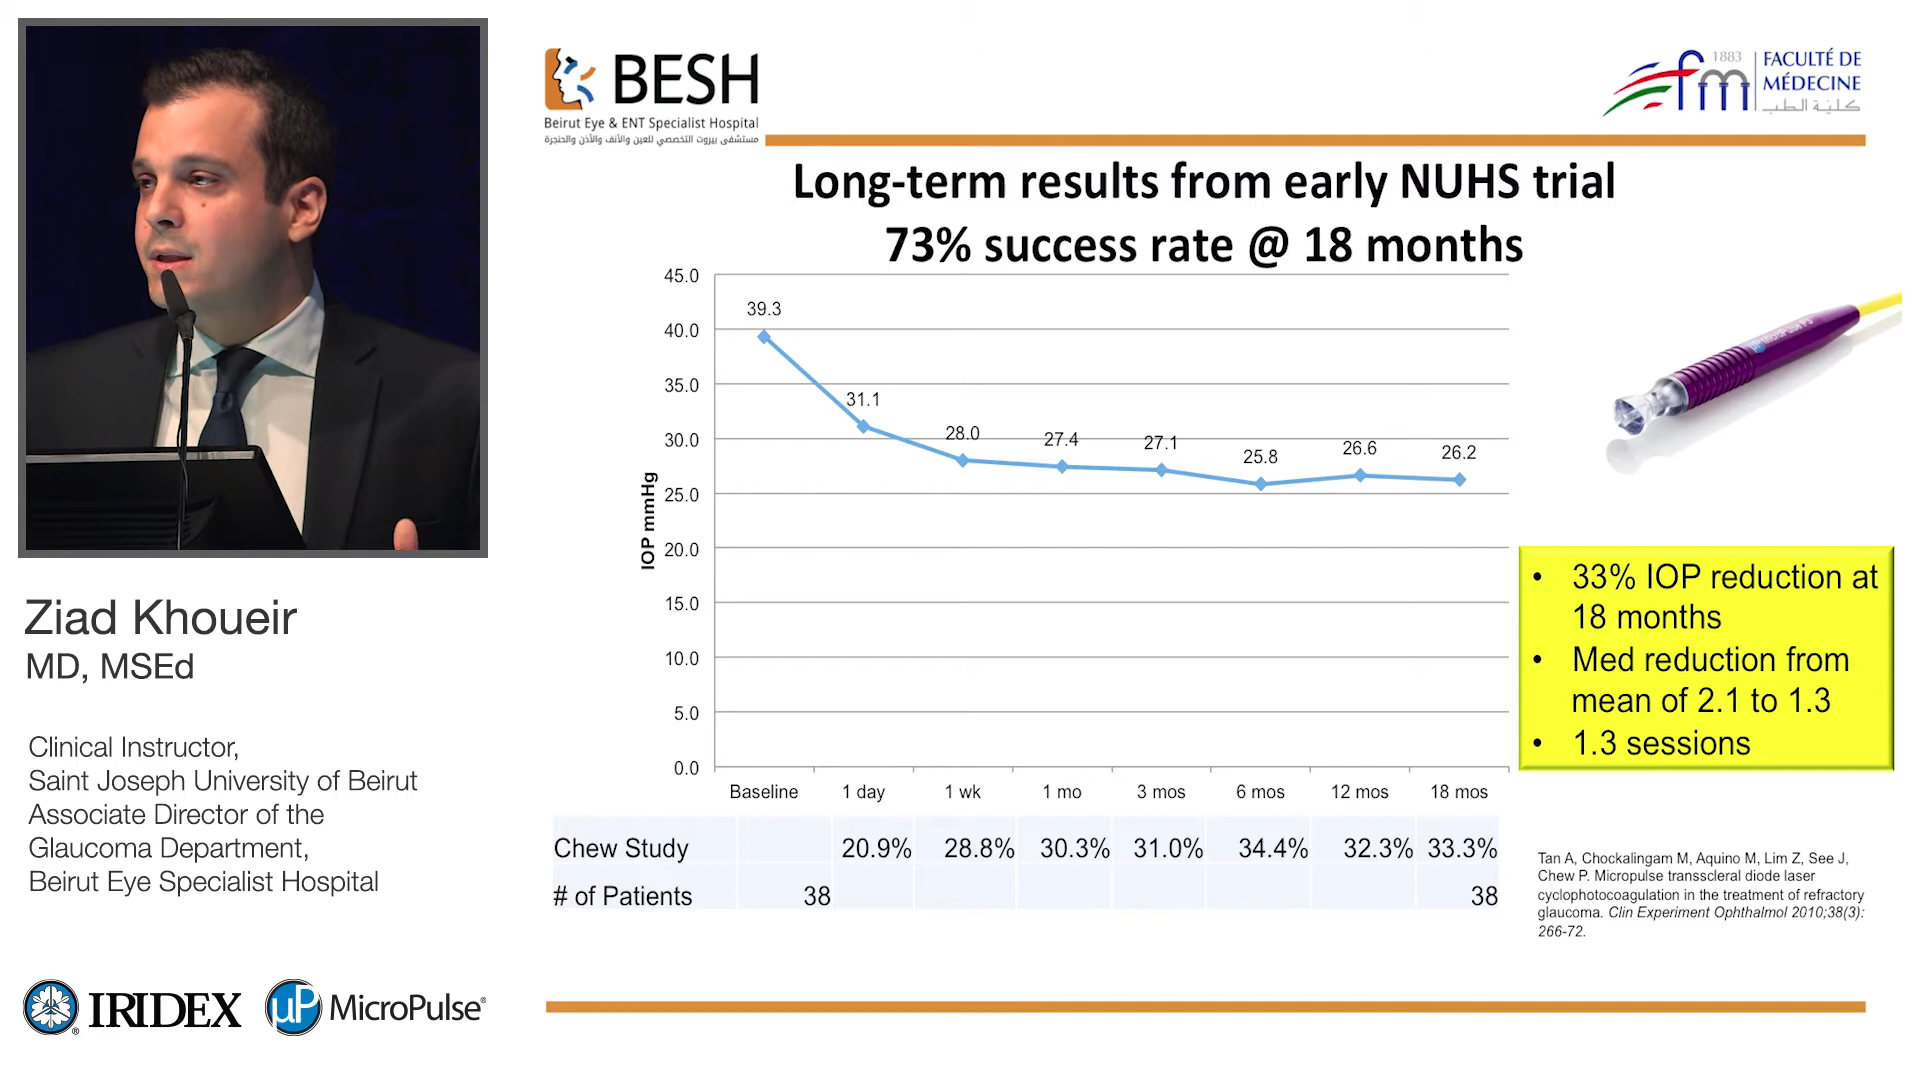 BESH
Beirut Eye & ENT Specialist Hospital
مستشفى بيروت التخصصي للعين والأنف والأذن والحنجرة
1883
fm
FACULTÉ DE
MÉDECINE
كلية الطب
Long-term results from early NUHS trial
73% success rate @ 18 months
IOP mmHg
45.0
40.0
35.0
30.0
25.0
20.0
15.0
10.0
5.0
0.0
39.3
31.1
28.0
27.4
27.1
25.8
26.6
26.2
Baseline 1 day 1 wk 1 mo 3 mos 6 mos 12 mos 18 mos
Chew Study 20.9% 28.8% 30.3% 31.0% 34.4% 32.3% 33.3%
# of Patients 38 38
µP MicroPulse P3
• 33% IOP reduction at
18 months
• Med reduction from
mean of 2.1 to 1.3
• 1.3 sessions
Tan A, Chockalingam M, Aquino M, Lim Z, See J,
Chew P. Micropulse transscleral diode laser
cyclophotocoagulation in the treatment of refractory
glaucoma. Clin Experiment Ophthalmol 2010;38(3):
266-72.
Ziad Khoueir
MD, MSEd
Clinical Instructor,
Saint Joseph University of Beirut
Associate Director of the
Glaucoma Department,
Beirut Eye Specialist Hospital
IRIDEX®
µP MicroPulse®